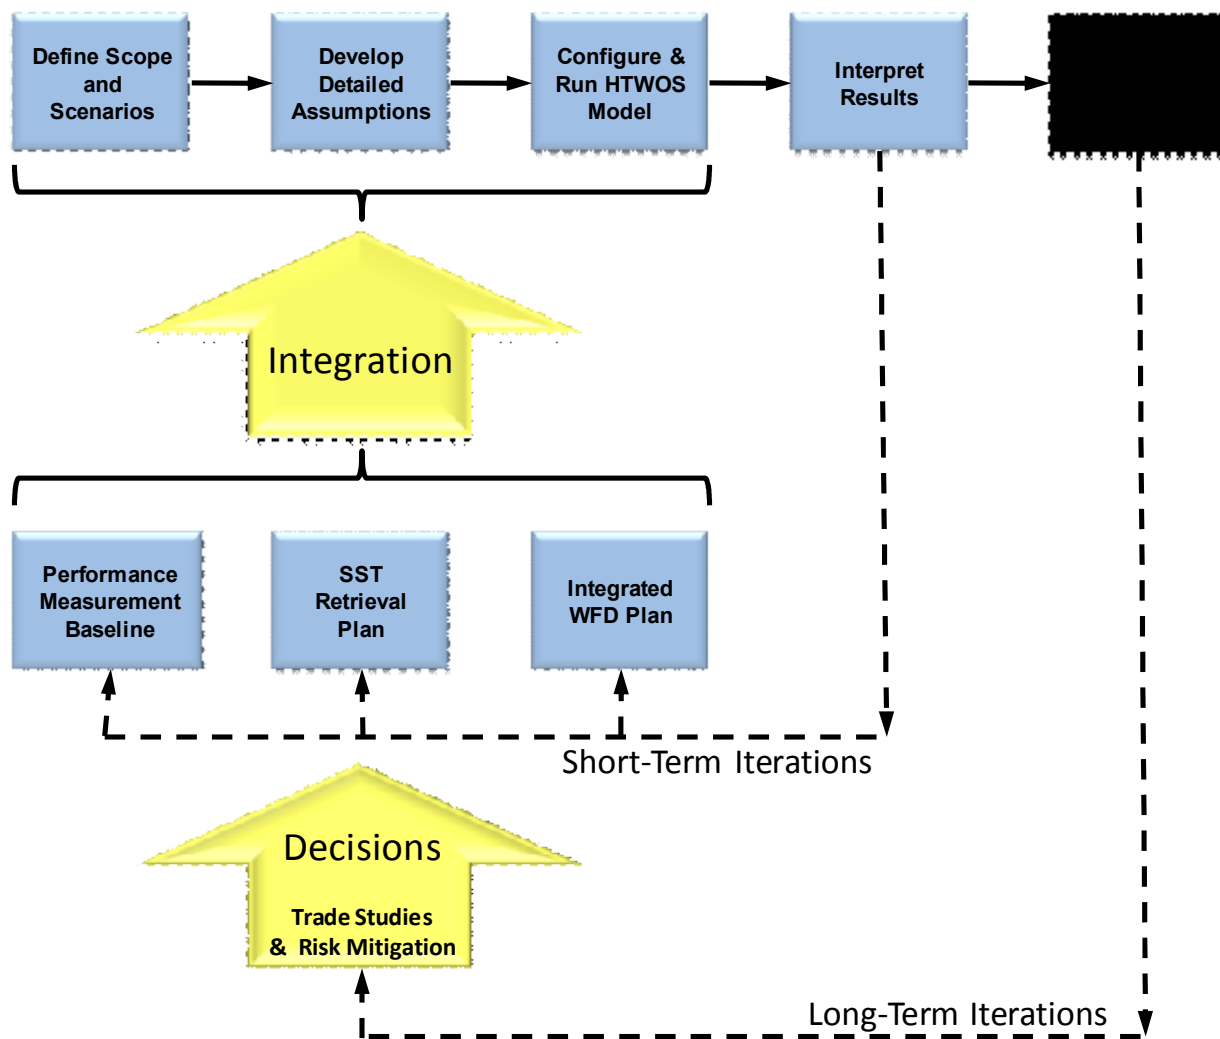 Define Scope
and
Scenarios
Develop
Detailed
Assumptions
Configure &
Run HTWOS
Model
Interpret
Results
Integration
Performance
Measurement
Baseline
SST
Retrieval
Plan
Integrated
WFD Plan
Short-Term Iterations
Decisions
Trade Studies
& Risk Mitigation
Long-Term Iterations